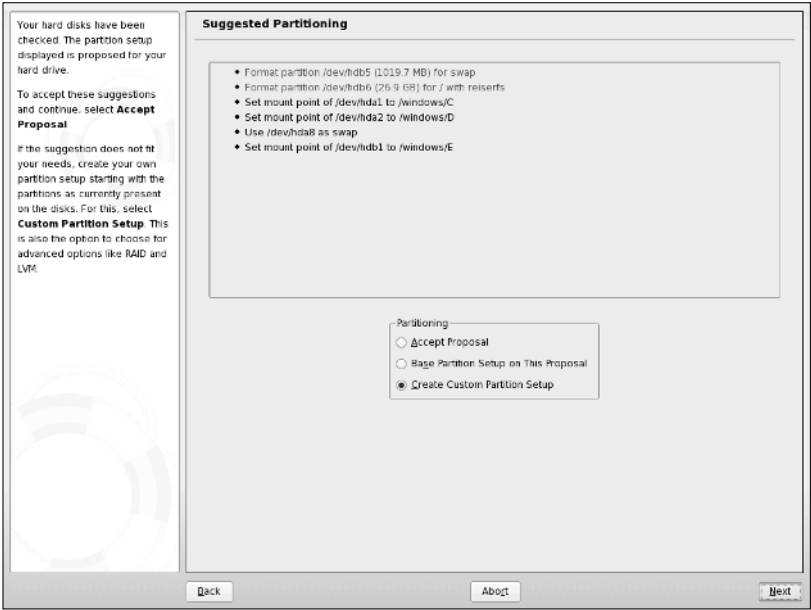 Your hard disks have been
checked. The partition setup
displayed is proposed for your
hard drive.
To accept these suggestions
and continue, select Accept
Proposal.
If the suggestion does not fit
your needs, create your own
partition setup starting with the
partitions as currently present
on the disks. For this, select
Custom Partition Setup. This
is also the option to choose for
advanced options like RAID and
LVM.
Suggested Partitioning
Format partition /dev/hdb5 (1019.7 MB) for swap
Format partition /dev/hdb6 (26.9 GB) for / with reiserfs
Set mount point of /dev/hda1 to /windows/C
Set mount point of /dev/hda2 to /windows/D
Use /dev/hda8 as swap
Set mount point of /dev/hdb1 to /windows/E
Partitioning
Accept Proposal
Base Partition Setup on This Proposal
Create Custom Partition Setup
Back
Abort
Next